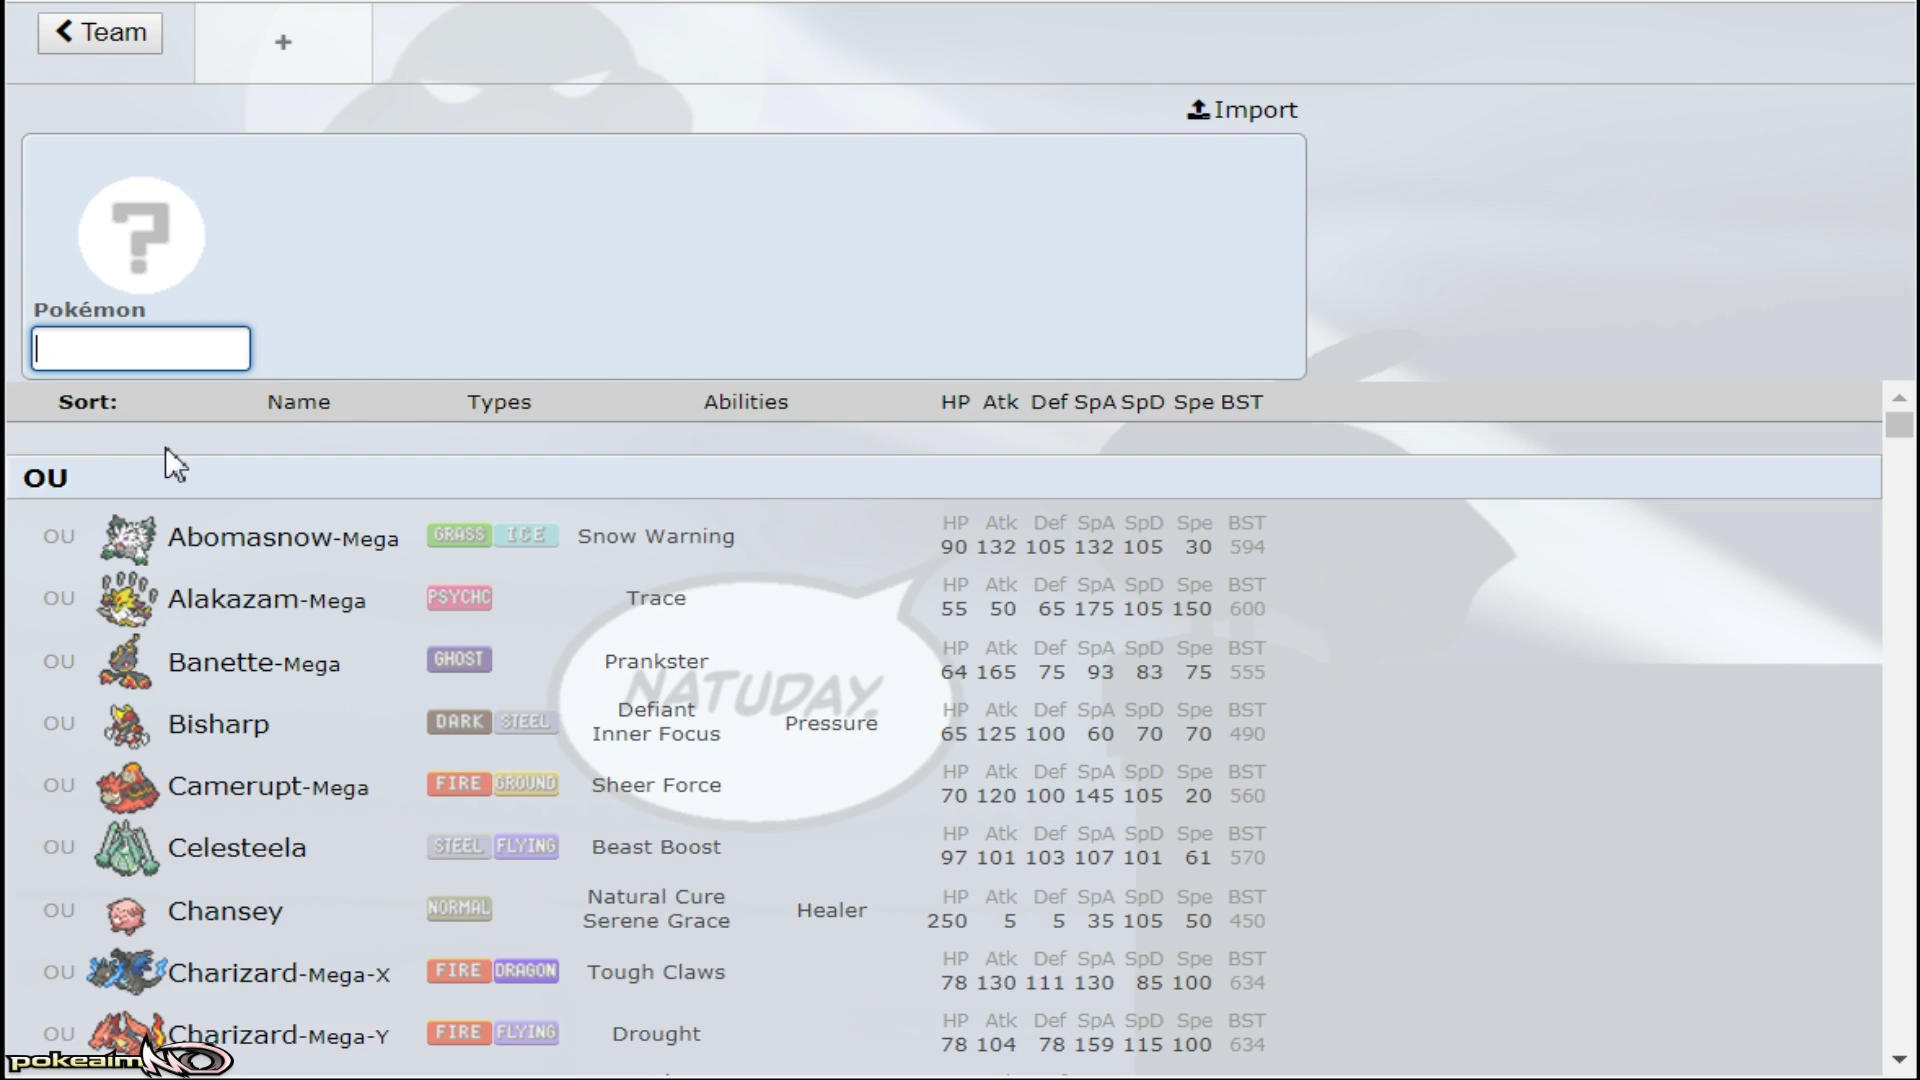 Team
+
Import
Pokémon
Sort: Name Types Abilities HP Atk Def SpA SpD Spe BST
OU
OU Abomasnow-Mega GRASS ICE Snow Warning HP 90 Atk 132 Def 105 SpA 132 SpD 105 Spe 30 BST 594
OU Alakazam-Mega PSYCHC Trace HP 55 Atk 50 Def 65 SpA 175 SpD 105 Spe 150 BST 600
OU Banette-Mega GHOST Prankster HP 64 Atk 165 Def 75 SpA 93 SpD 83 Spe 75 BST 555
NATUDAY.
OU Bisharp DARK STEEL Defiant Inner Focus Pressure HP 65 Atk 125 Def 100 SpA 60 SpD 70 Spe 70 BST 490
OU Camerupt-Mega FIRE GROUND Sheer Force HP 70 Atk 120 Def 100 SpA 145 SpD 105 Spe 20 BST 560
OU Celesteela STEEL FLYING Beast Boost HP 97 Atk 101 Def 103 SpA 107 SpD 101 Spe 61 BST 570
OU Chansey NORMAL Natural Cure Serene Grace Healer HP 250 Atk 5 Def 5 SpA 35 SpD 105 Spe 50 BST 450
OU Charizard-Mega-X FIRE DRAGON Tough Claws HP 78 Atk 130 Def 111 SpA 130 SpD 85 Spe 100 BST 634
OU Charizard-Mega-Y FIRE FLYING Drought HP 78 Atk 104 Def 78 SpA 159 SpD 115 Spe 100 BST 634
pokeaimMD